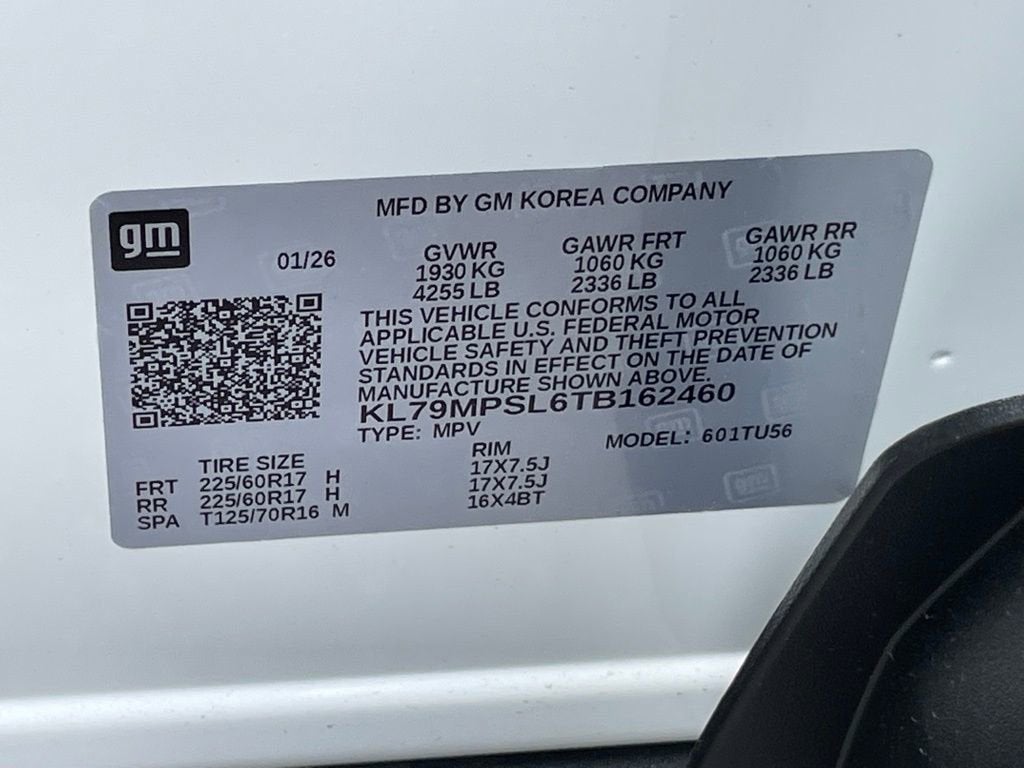 gm
MFD BY GM KOREA COMPANY
01/26
GVWR
1930 KG
4255 LB
GAWR FRT
1060 KG
2336 LB
GAWR RR
1060 KG
2336 LB
THIS VEHICLE CONFORMS TO ALL
APPLICABLE U.S. FEDERAL MOTOR
VEHICLE SAFETY AND THEFT PREVENTION
STANDARDS IN EFFECT ON THE DATE OF
MANUFACTURE SHOWN ABOVE.
KL79MPSL6TB162460
TYPE: MPV MODEL: 601TU56
TIRE SIZE RIM
FRT 225/60R17 H 17X7.5J
RR 225/60R17 H 17X7.5J
SPA T125/70R16 M 16X4BT